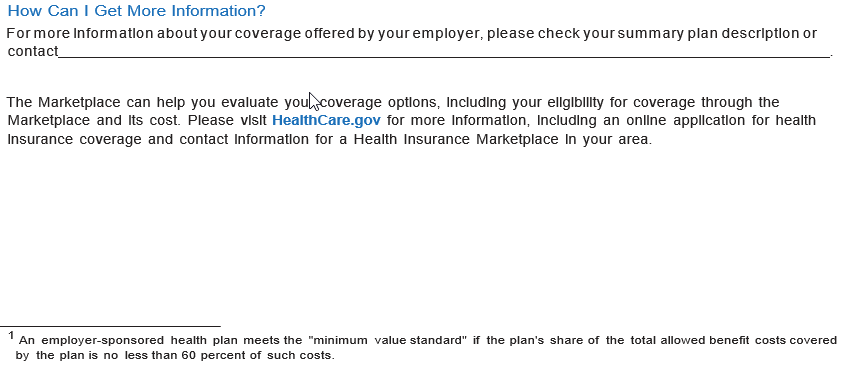 How Can I Get More Information?
For more information about your coverage offered by your employer, please check your summary plan description or
contact_______________.
The Marketplace can help you evaluate your coverage options, including your eligibility for coverage through the
Marketplace and its cost. Please visit HealthCare.gov for more information, including an online application for health
insurance coverage and contact information for a Health Insurance Marketplace in your area.
1 An employer-sponsored health plan meets the "minimum value standard" if the plan's share of the total allowed benefit costs covered
by the plan is no less than 60 percent of such costs.